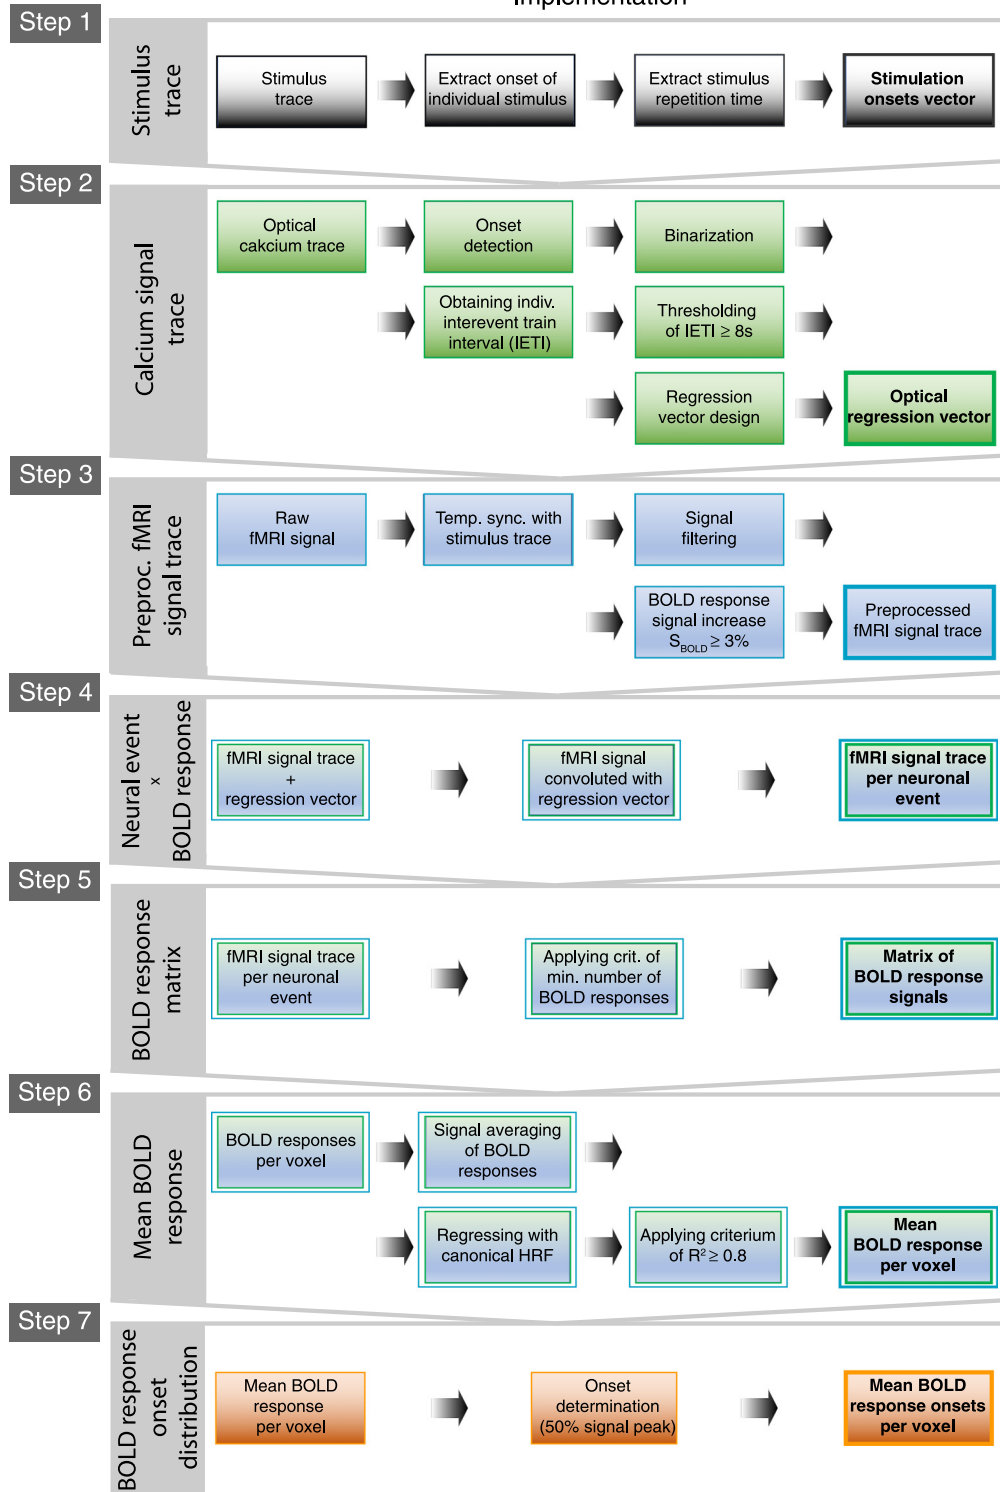 Implementation
Step 1
Stimulus
trace
Stimulus
trace
Extract onset of
individual stimulus
Extract stimulus
repetition time
Stimulation
onsets vector
Step 2
Calcium signal
trace
Optical
cakcium trace
Onset
detection
Binarization
Obtaining indiv.
interevent train
interval (IETI)
Thresholding
of IETI ≥ 8s
Regression
vector design
Optical
regression vector
Step 3
Preproc. fMRI
signal trace
Raw
fMRI signal
Temp. sync. with
stimulus trace
Signal
filtering
BOLD response
signal increase
S_BOLD ≥ 3%
Preprocessed
fMRI signal trace
Step 4
Neural event
x
BOLD response
fMRI signal trace
+
regression vector
fMRI signal
convoluted with
regression vector
fMRI signal trace
per neuronal
event
Step 5
BOLD response
matrix
fMRI signal trace
per neuronal
event
Applying crit. of
min. number of
BOLD responses
Matrix of
BOLD response
signals
Step 6
Mean BOLD
response
BOLD responses
per voxel
Signal averaging
of BOLD
responses
Regressing with
canonical HRF
Applying criterium
of R² ≥ 0.8
Mean
BOLD response
per voxel
Step 7
BOLD response
onset
distribution
Mean BOLD
response
per voxel
Onset
determination
(50% signal peak)
Mean BOLD
response onsets
per voxel